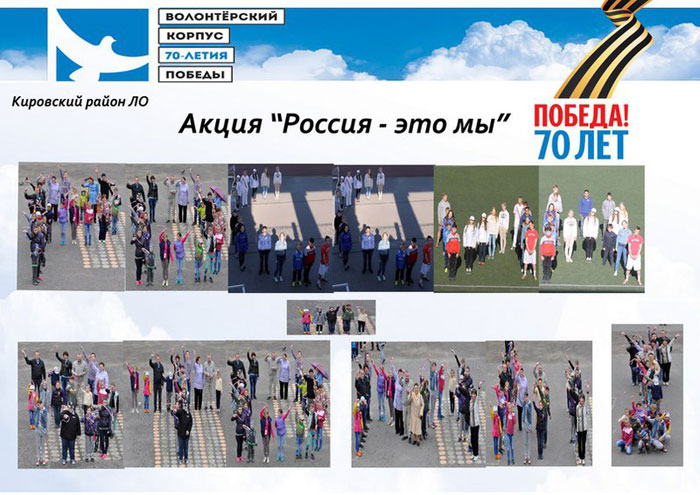 ВОЛОНТЁРСКИЙ
КОРПУС
70-ЛЕТИЯ
ПОБЕДЫ
Кировский район ЛО
Акция "Россия - это мы"
ПОБЕДА!
70 ЛЕТ